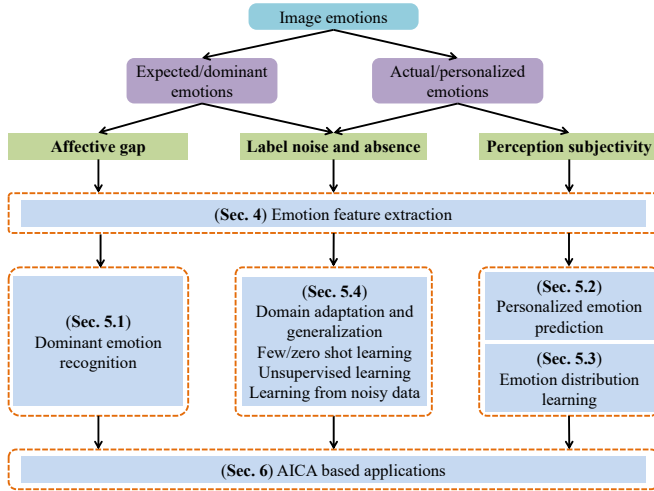 Image emotions
Expected/dominant
emotions
Actual/personalized
emotions
Affective gap
Label noise and absence
Perception subjectivity
(Sec. 4) Emotion feature extraction
(Sec. 5.1)
Dominant emotion
recognition
(Sec. 5.4)
Domain adaptation and
generalization
Few/zero shot learning
Unsupervised learning
Learning from noisy data
(Sec. 5.2)
Personalized emotion
prediction
(Sec. 5.3)
Emotion distribution
learning
(Sec. 6) AICA based applications